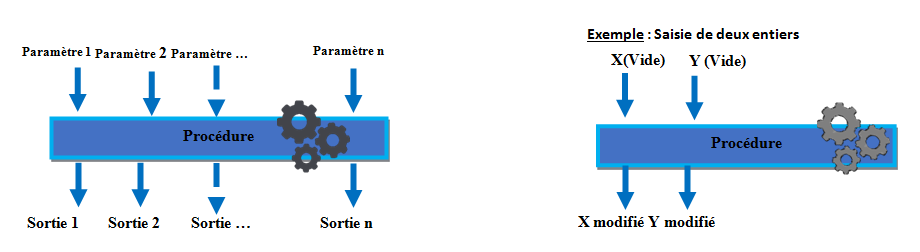 Paramètre 1 Paramètre 2 Paramètre ... Paramètre n
Procédure
Sortie 1 Sortie 2 Sortie ... Sortie n
Exemple : Saisie de deux entiers
X(Vide) Y (Vide)
Procédure
X modifié Y modifié